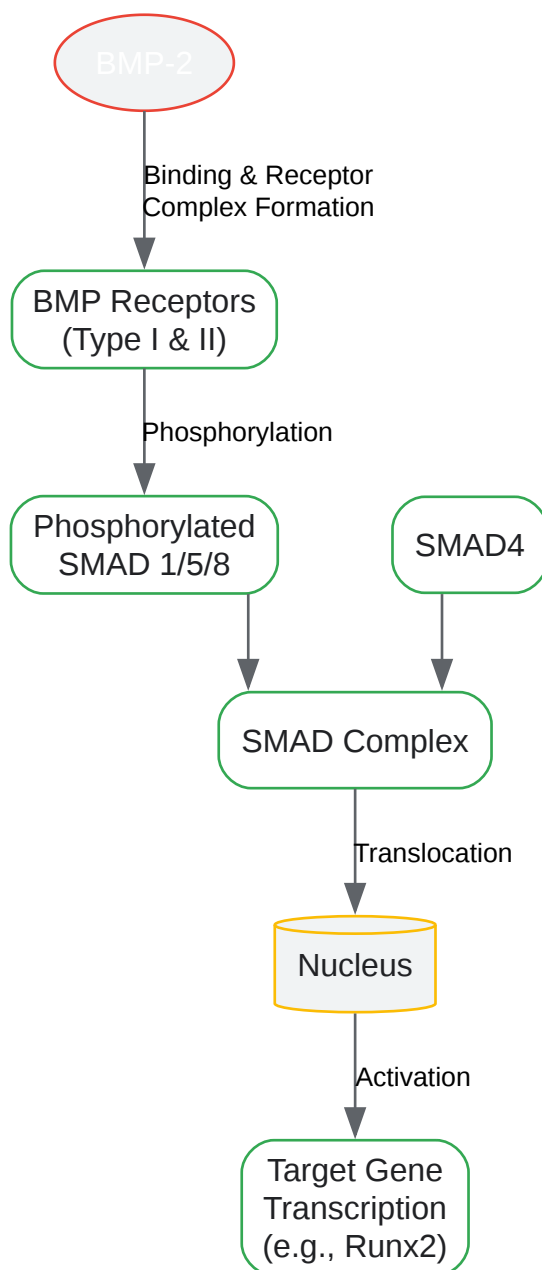 BMP-2
Binding & Receptor
Complex Formation
BMP Receptors
(Type I & II)
Phosphorylation
Phosphorylated
SMAD 1/5/8
SMAD4
SMAD Complex
Translocation
Nucleus
Activation
Target Gene
Transcription
(e.g., Runx2)